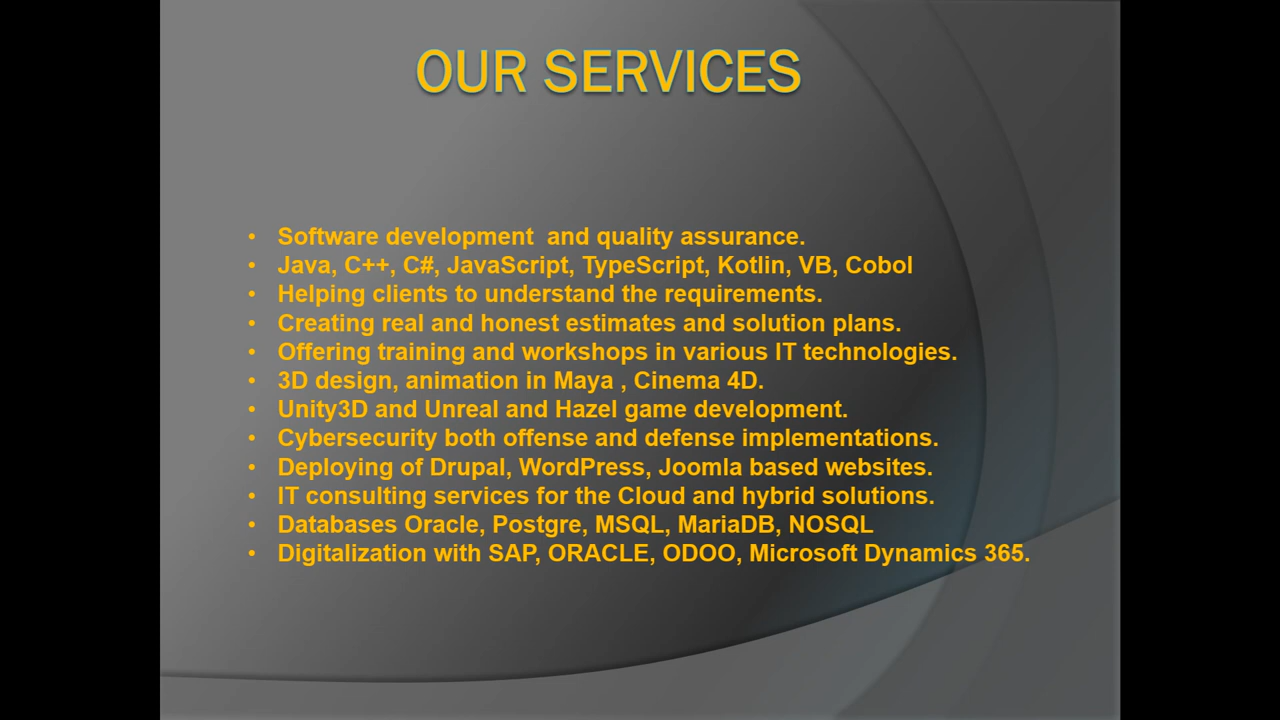 OUR SERVICES
• Software development  and quality assurance.
• Java, C++, C#, JavaScript, TypeScript, Kotlin, VB, Cobol
• Helping clients to understand the requirements.
• Creating real and honest estimates and solution plans.
• Offering training and workshops in various IT technologies.
• 3D design, animation in Maya , Cinema 4D.
• Unity3D and Unreal and Hazel game development.
• Cybersecurity both offense and defense implementations.
• Deploying of Drupal, WordPress, Joomla based websites.
• IT consulting services for the Cloud and hybrid solutions.
• Databases Oracle, Postgre, MSQL, MariaDB, NOSQL
• Digitalization with SAP, ORACLE, ODOO, Microsoft Dynamics 365.